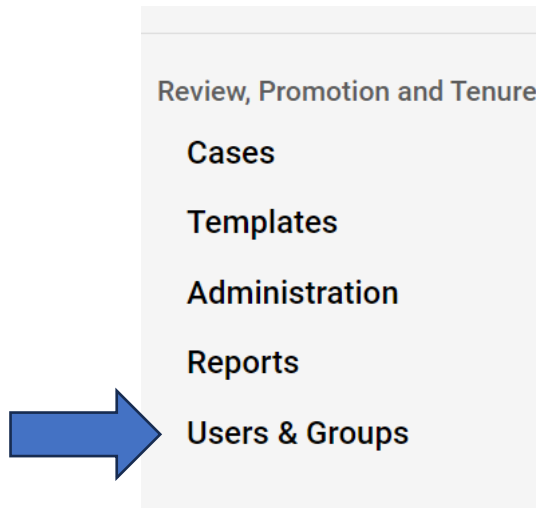 Review, Promotion and Tenure
Cases
Templates
Administration
Reports
Users & Groups